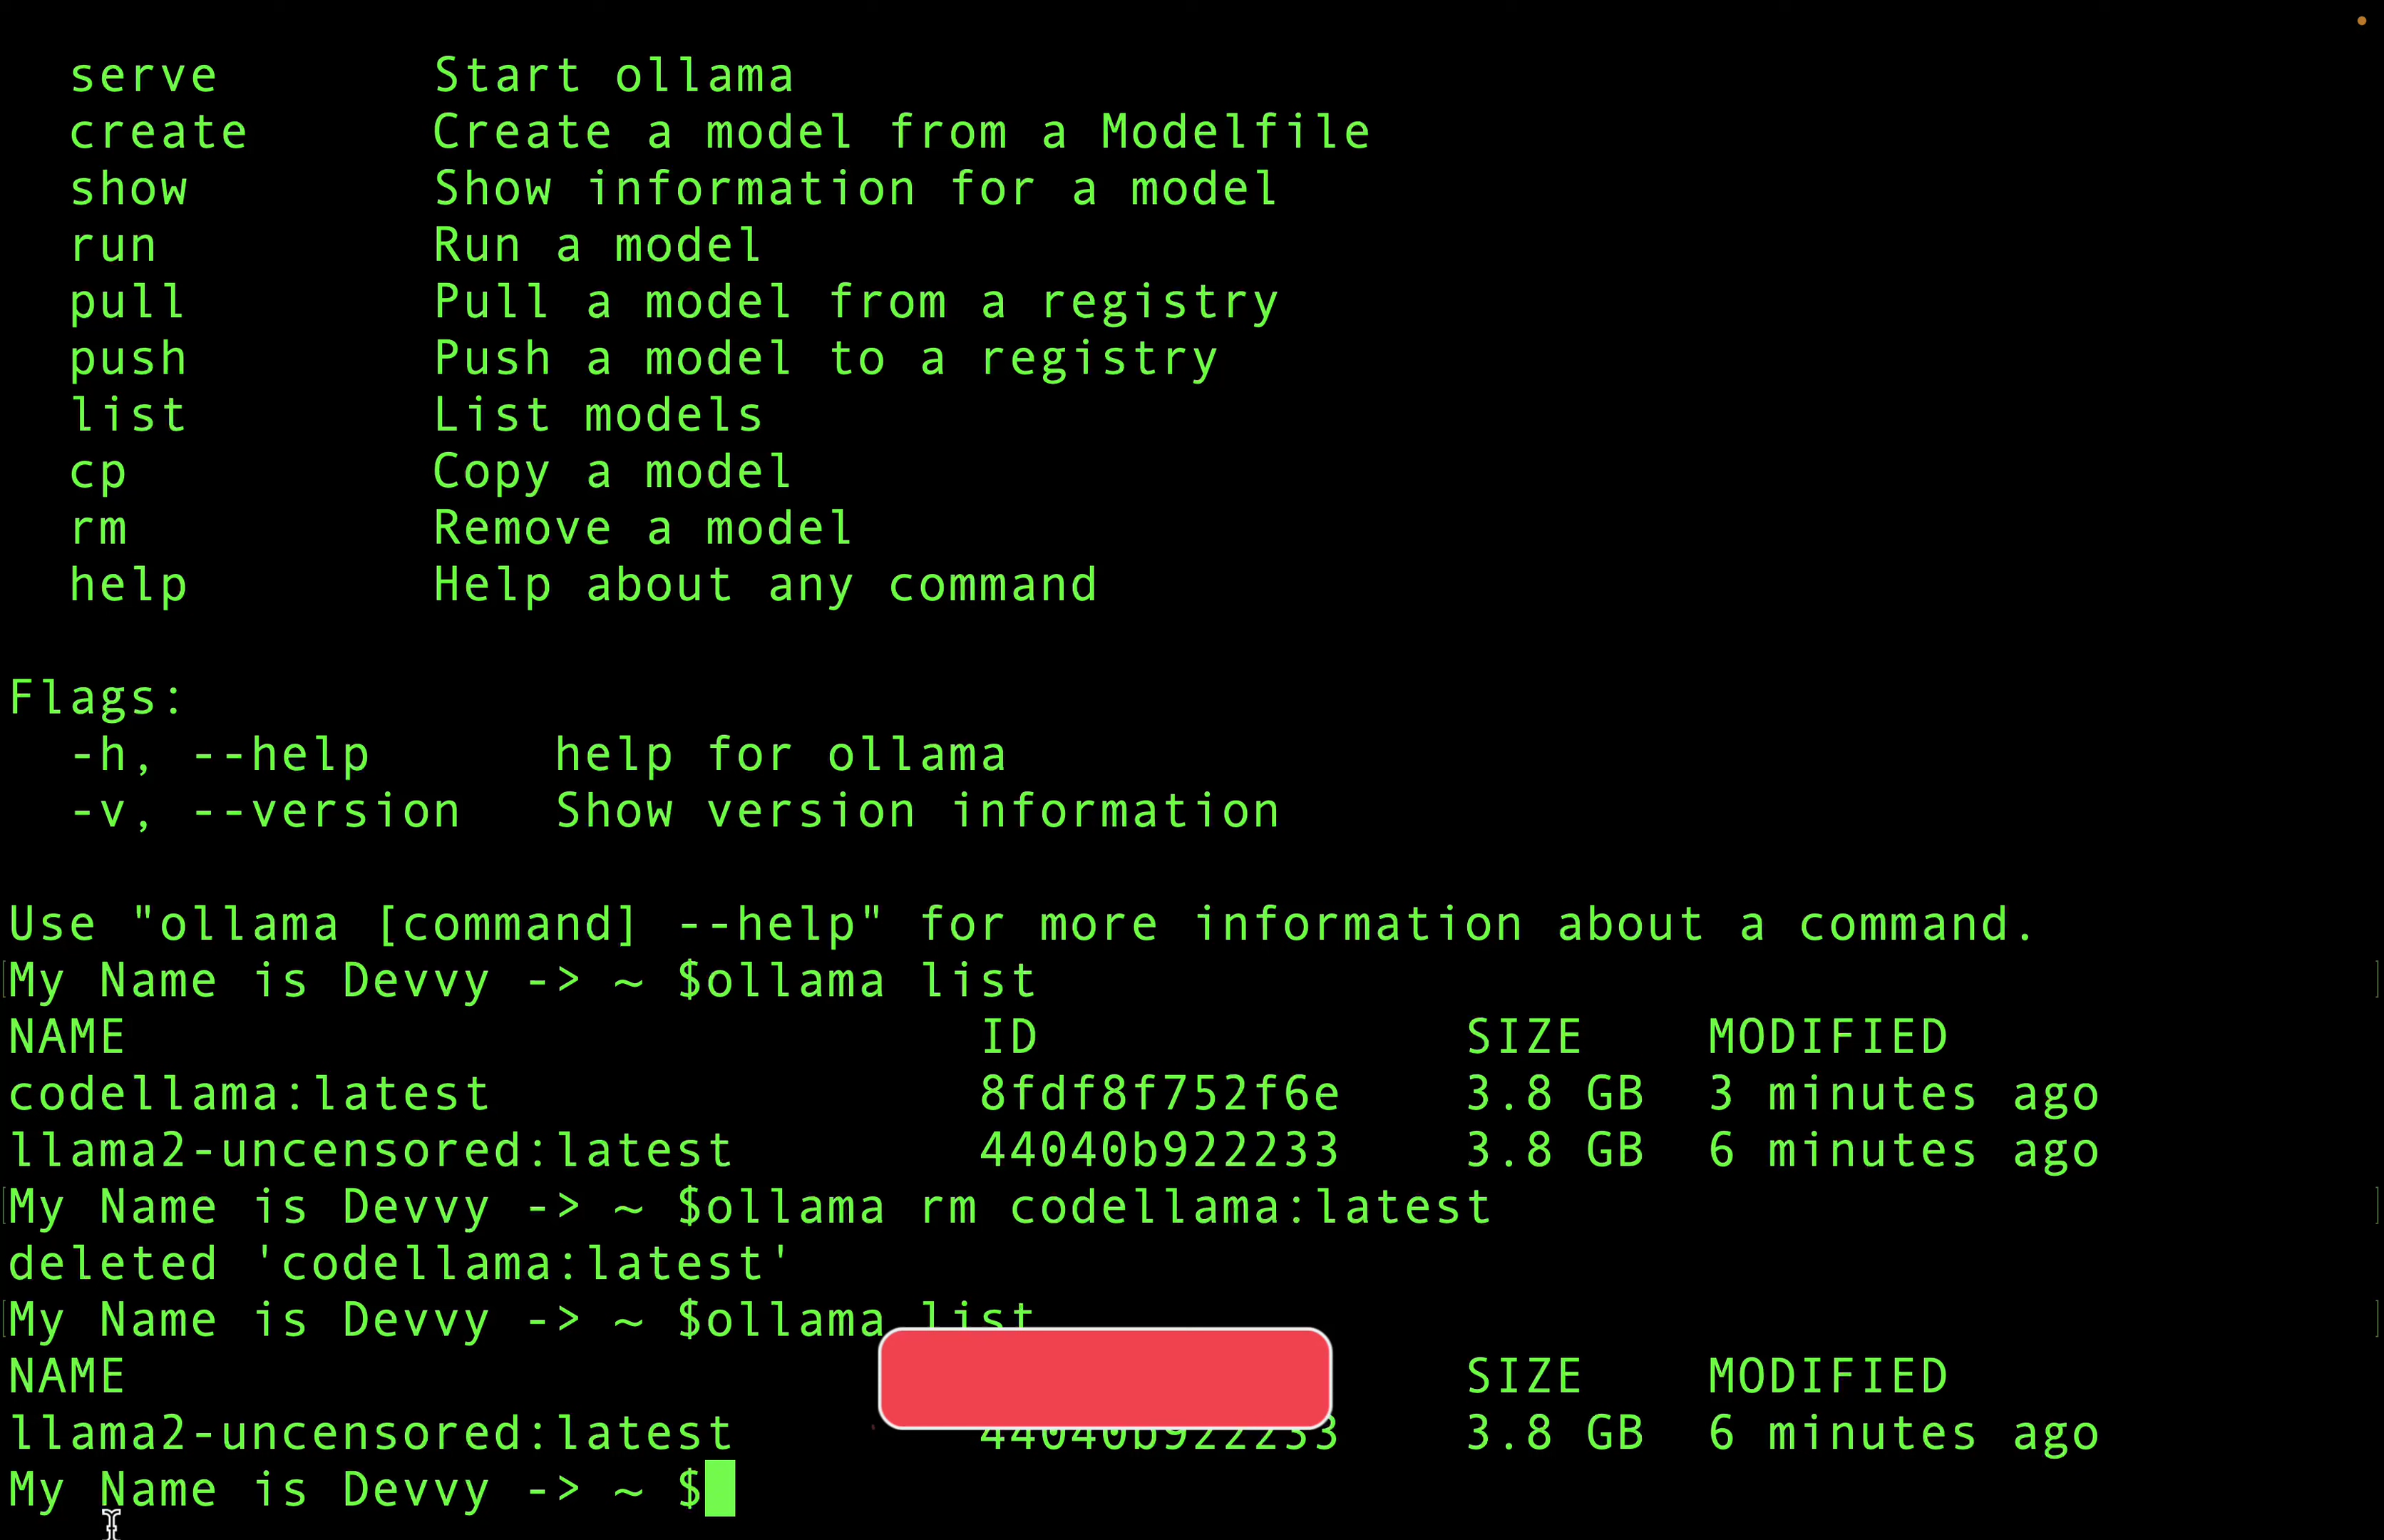 serve Start ollama
create Create a model from a Modelfile
show Show information for a model
run Run a model
pull Pull a model from a registry
push Push a model to a registry
list List models
cp Copy a model
rm Remove a model
help Help about any command
Flags:
-h, --help help for ollama
-v, --version Show version information
Use "ollama [command] --help" for more information about a command.
My Name is Devvy -> ~ $ollama list
NAME ID SIZE MODIFIED
codellama:latest 8fdf8f752f6e 3.8 GB 3 minutes ago
llama2-uncensored:latest 44040b922233 3.8 GB 6 minutes ago
My Name is Devvy -> ~ $ollama rm codellama:latest
deleted 'codellama:latest'
My Name is Devvy -> ~ $ollama list
NAME SIZE MODIFIED
llama2-uncensored:latest 44040b922233 3.8 GB 6 minutes ago
My Name is Devvy -> ~ $